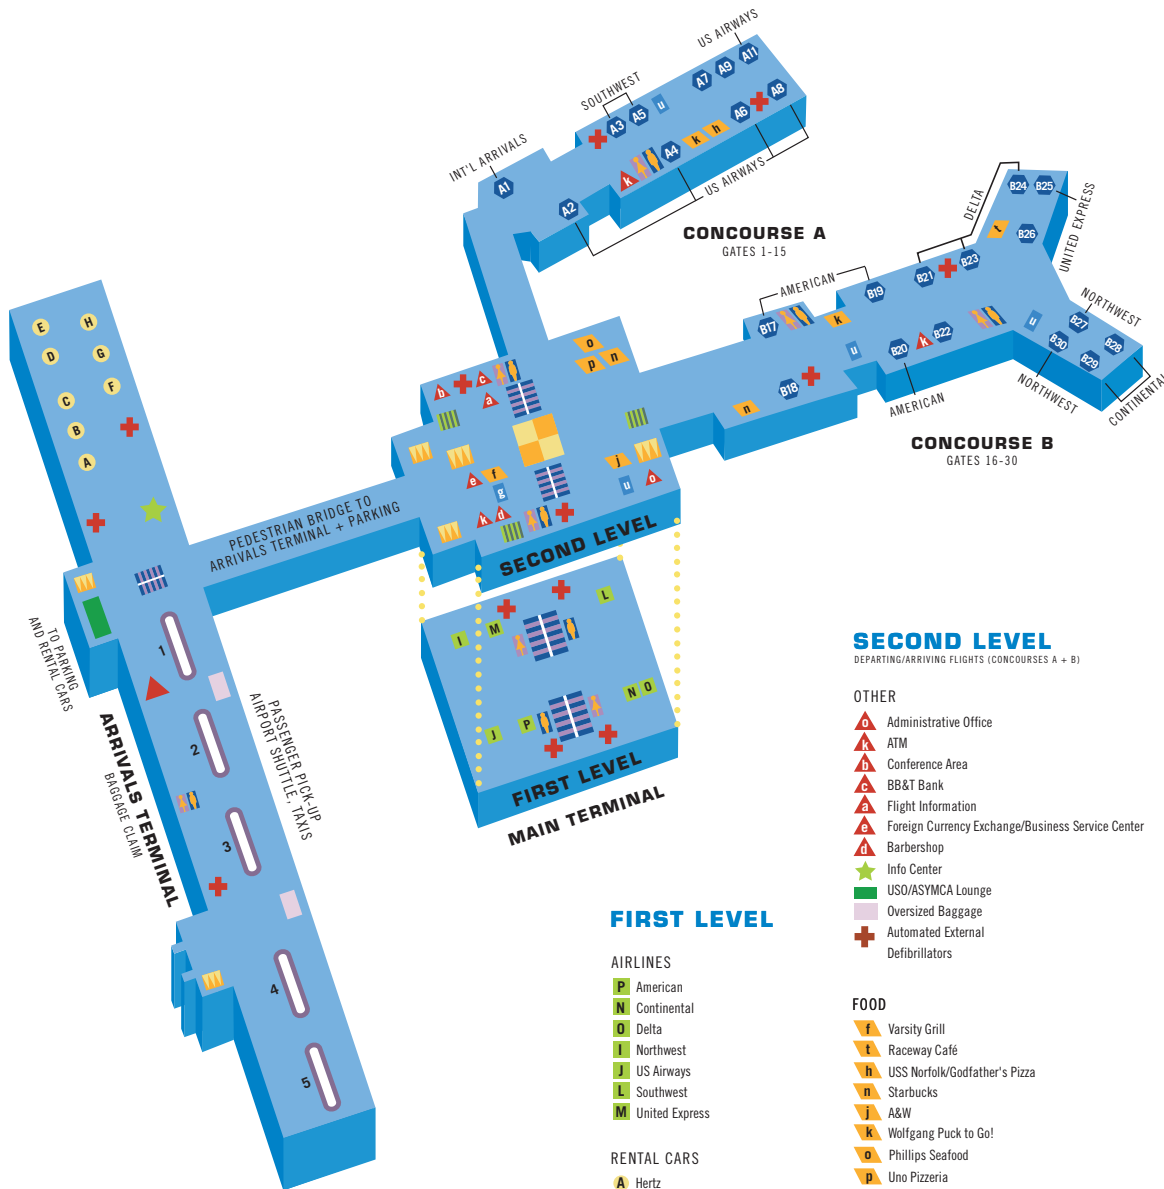 US AIRWAYS
A11
A9
A7
A8
SOUTHWEST
A5
u
A3
A6
h
k
A4
k
INT'L ARRIVALS
A1
A2
US AIRWAYS
CONCOURSE A
GATES 1-15
DELTA
B24
B25
UNITED EXPRESS
t
B26
B23
B21
AMERICAN
B19
B17
k
u
NORTHWEST
B27
B28
B30
B29
u
B22
k
B20
B18
n
AMERICAN
NORTHWEST
CONTINENTAL
CONCOURSE B
GATES 16-30
E
H
D
G
F
C
B
A
o
n
p
b
c
a
e
f
g
j
u
o
k
d
PEDESTRIAN BRIDGE TO
ARRIVALS TERMINAL + PARKING
SECOND LEVEL
L
M
I
N
O
P
J
FIRST LEVEL
MAIN TERMINAL
TO PARKING
AND RENTAL CARS
1
2
3
4
5
PASSENGER PICK-UP
AIRPORT SHUTTLE, TAXIS
ARRIVALS TERMINAL
BAGGAGE CLAIM
SECOND LEVEL
DEPARTING/ARRIVING FLIGHTS (CONCOURSES A + B)
OTHER
o Administrative Office
k ATM
b Conference Area
c BB&T Bank
a Flight Information
e Foreign Currency Exchange/Business Service Center
d Barbershop
Info Center
USO/ASYMCA Lounge
Oversized Baggage
Automated External
Defibrillators
FOOD
f Varsity Grill
t Raceway Café
h USS Norfolk/Godfather's Pizza
n Starbucks
j A&W
k Wolfgang Puck to Go!
o Phillips Seafood
p Uno Pizzeria
FIRST LEVEL
AIRLINES
P American
N Continental
O Delta
I Northwest
J US Airways
L Southwest
M United Express
RENTAL CARS
A Hertz